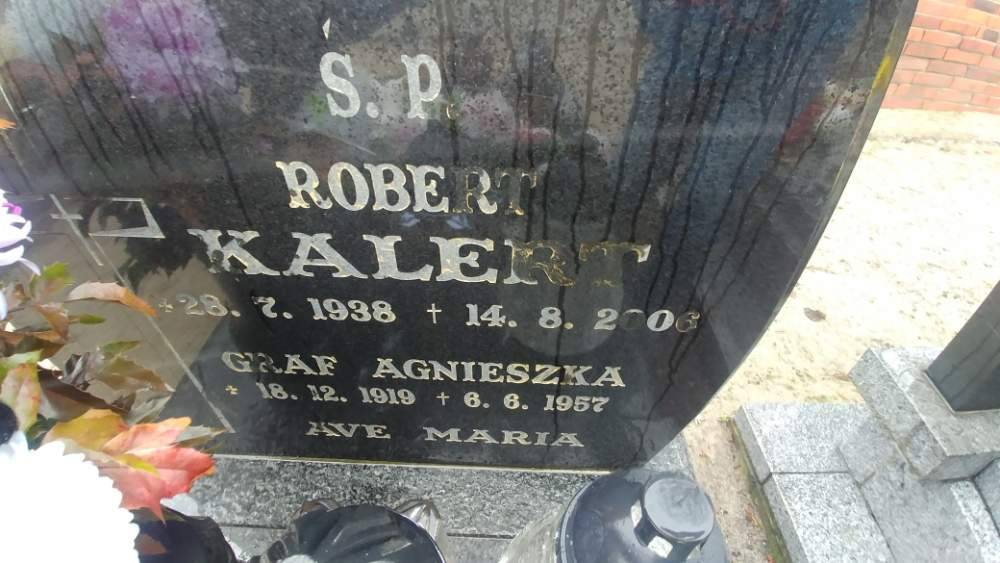 Ś. P.
ROBERT
KALERT
* 28. 7. 1938 † 14. 8. 2006
GRAF AGNIESZKA
* 18. 12. 1919 † 6. 6. 1957
AVE MARIA